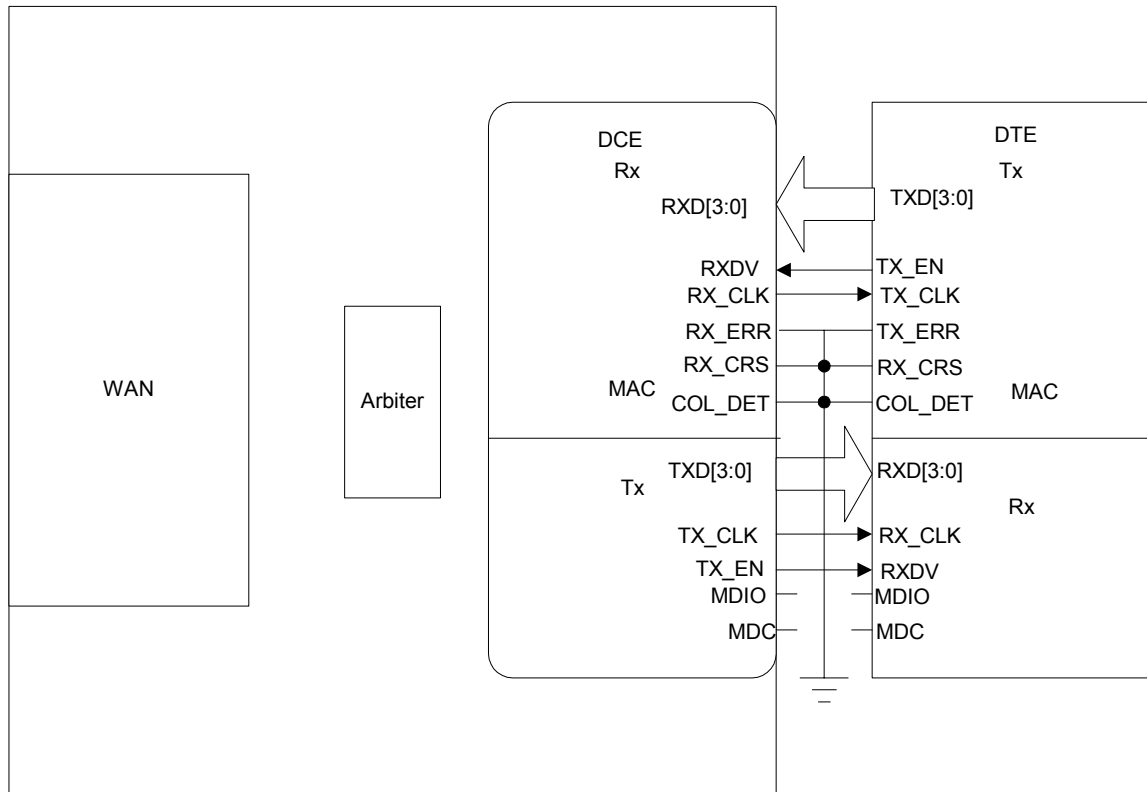 WAN
Arbiter
DCE
Rx
RXD[3:0]
RXDV
RX_CLK
RX_ERR
RX_CRS
MAC
COL_DET
TXD[3:0]
Tx
TX_CLK
TX_EN
MDIO
MDC
DTE
Tx
TXD[3:0]
TX_EN
TX_CLK
TX_ERR
RX_CRS
MAC
COL_DET
RXD[3:0]
Rx
RX_CLK
RXDV
MDIO
MDC